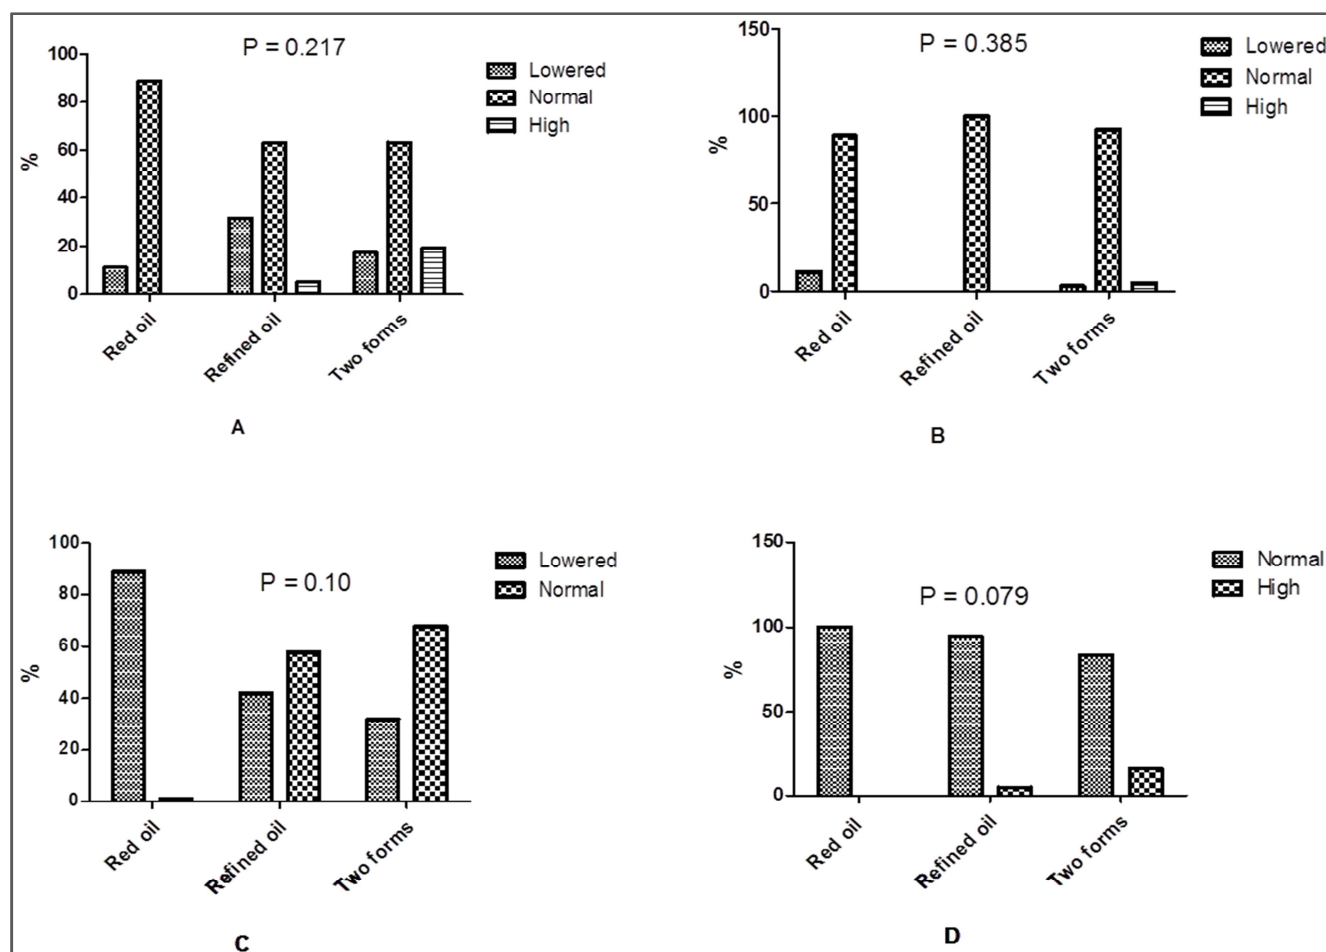 P = 0.217
100
80
60
40
20
0
%
Lowered
Normal
High
Red oil
Refined oil
Two forms
A
P = 0.385
150
100
50
0
%
Lowered
Normal
High
Red oil
Refined oil
Two forms
B
P = 0.10
100
80
60
40
20
0
%
Lowered
Normal
Red oil
Refined oil
Two forms
C
P = 0.079
150
100
50
0
%
Normal
High
Red oil
Refined oil
Two forms
D